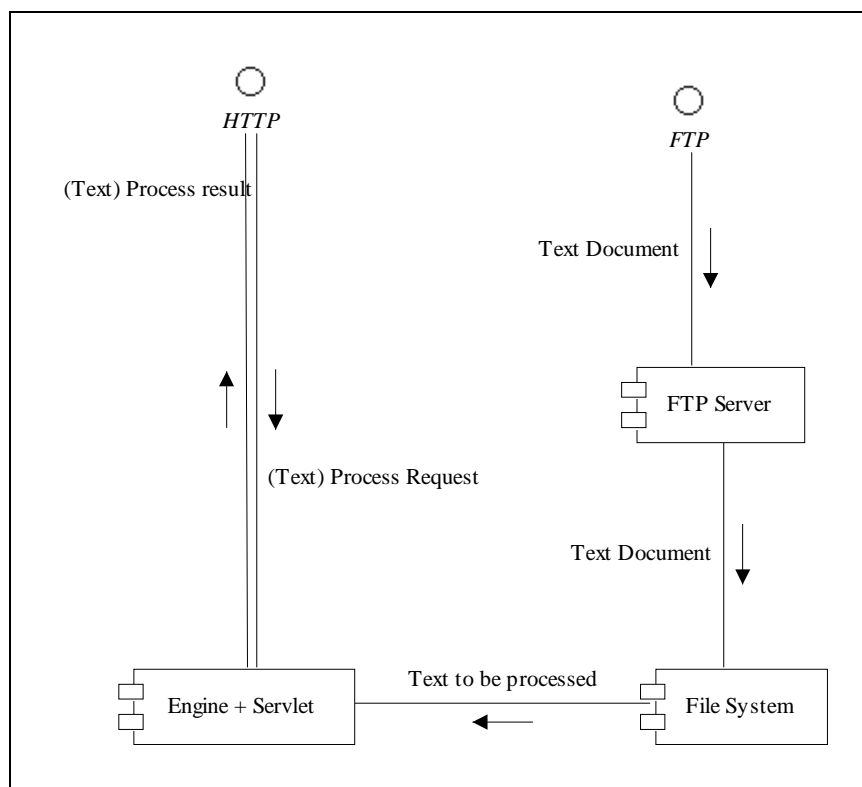 HTTP
FTP
(Text) Process result
Text Document
FTP Server
(Text) Process Request
Text Document
Text to be processed
Engine + Servlet
File System